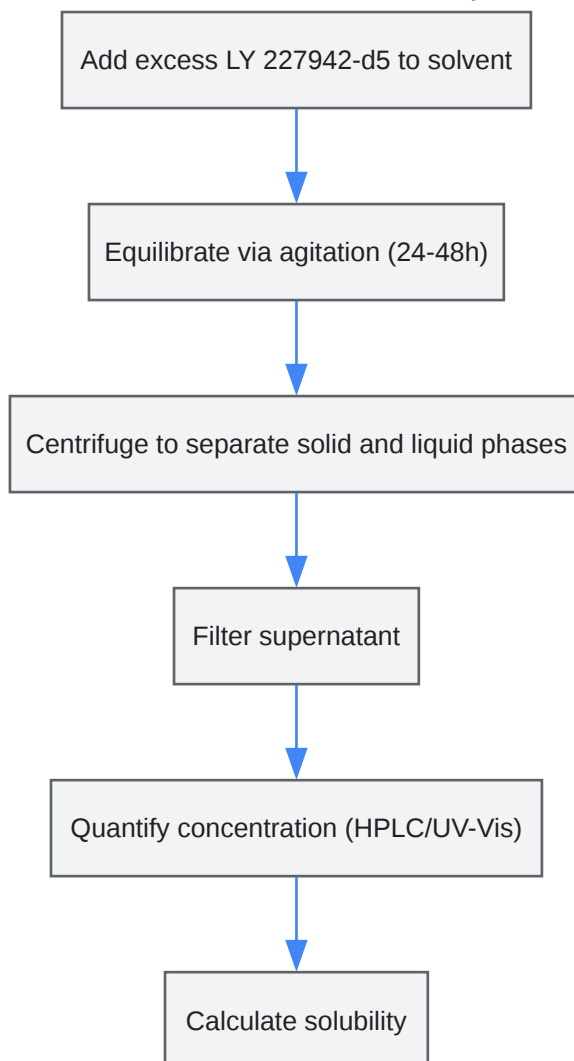 Add excess LY 227942-d5 to solvent
Equilibrate via agitation (24-48h)
Centrifuge to separate solid and liquid phases
Filter supernatant
Quantify concentration (HPLC/UV-Vis)
Calculate solubility